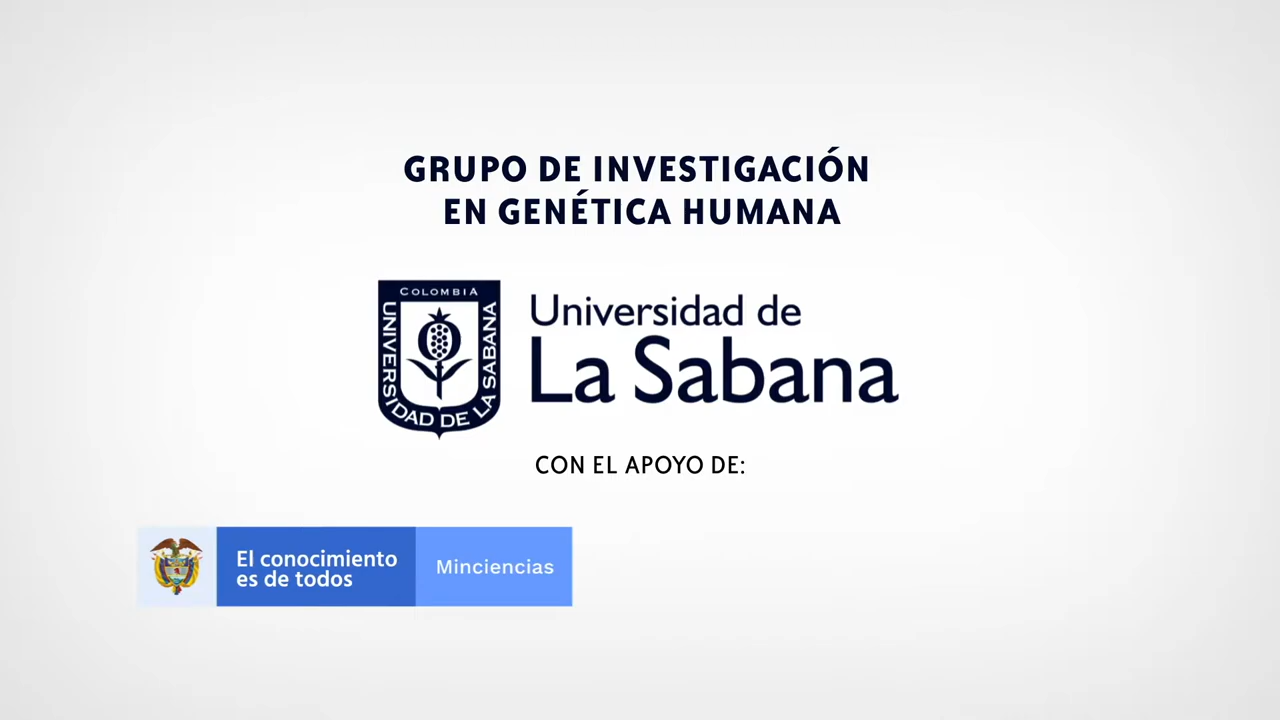 GRUPO DE INVESTIGACIÓN
EN GENÉTICA HUMANA
COLOMBIA
UNIVERSIDAD DE LA SABANA
Universidad de
La Sabana
CON EL APOYO DE:
El conocimiento
es de todos
Minciencias